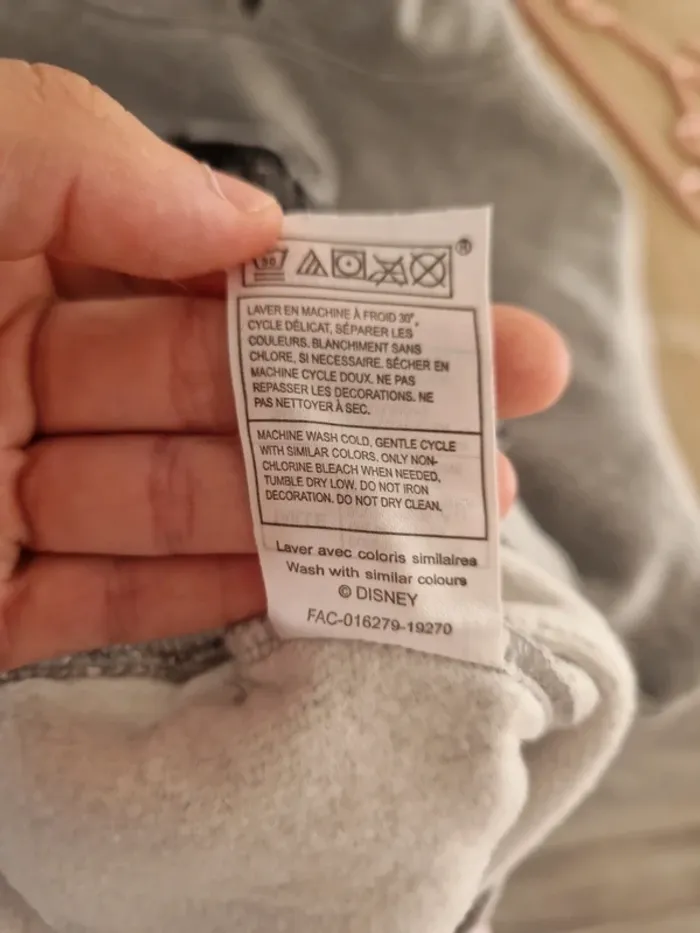 30
®
LAVER EN MACHINE À FROID 30°,
CYCLE DÉLICAT, SÉPARER LES
COULEURS. BLANCHIMENT SANS
CHLORE, SI NECESSAIRE. SÉCHER EN
MACHINE CYCLE DOUX. NE PAS
REPASSER LES DECORATIONS. NE
PAS NETTOYER À SEC.
MACHINE WASH COLD, GENTLE CYCLE
WITH SIMILAR COLORS, ONLY NON-
CHLORINE BLEACH WHEN NEEDED,
TUMBLE DRY LOW. DO NOT IRON
DECORATION. DO NOT DRY CLEAN.
Laver avec coloris similaires
Wash with similar colours
© DISNEY
FAC-016279-19270